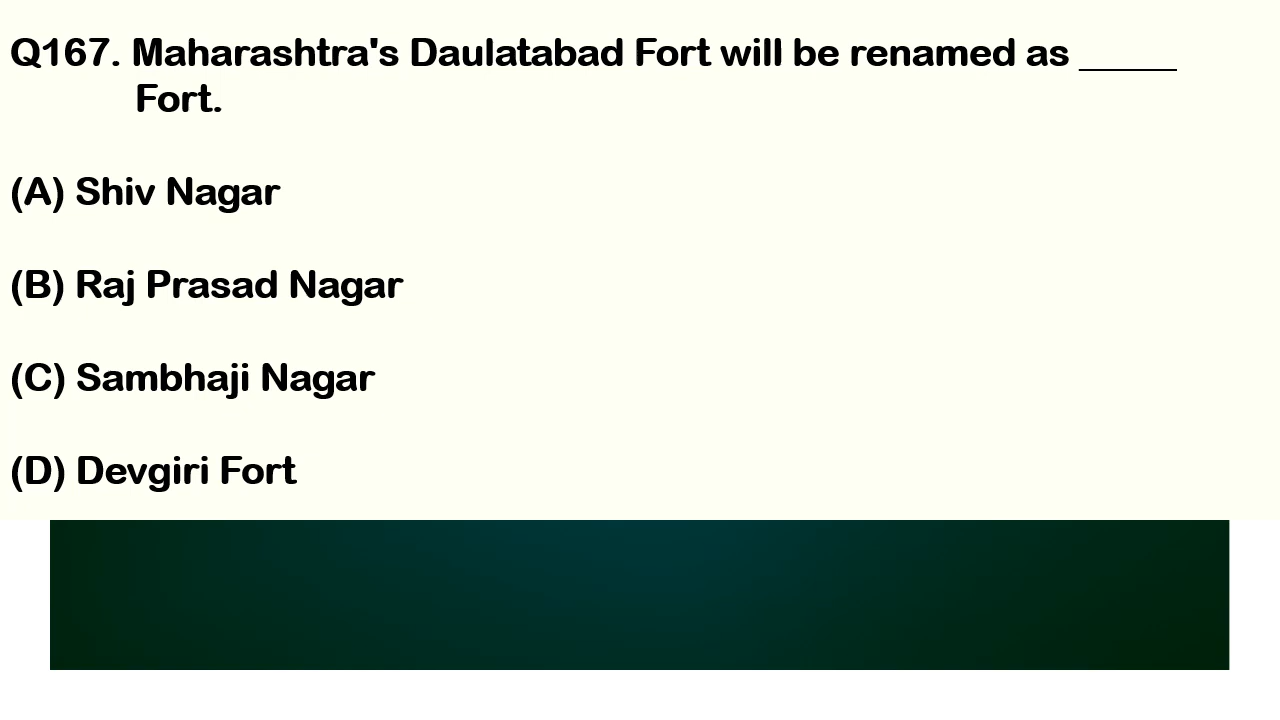 Q167. Maharashtra's Daulatabad Fort will be renamed as _____
Fort.
(A) Shiv Nagar
(B) Raj Prasad Nagar
(C) Sambhaji Nagar
(D) Devgiri Fort